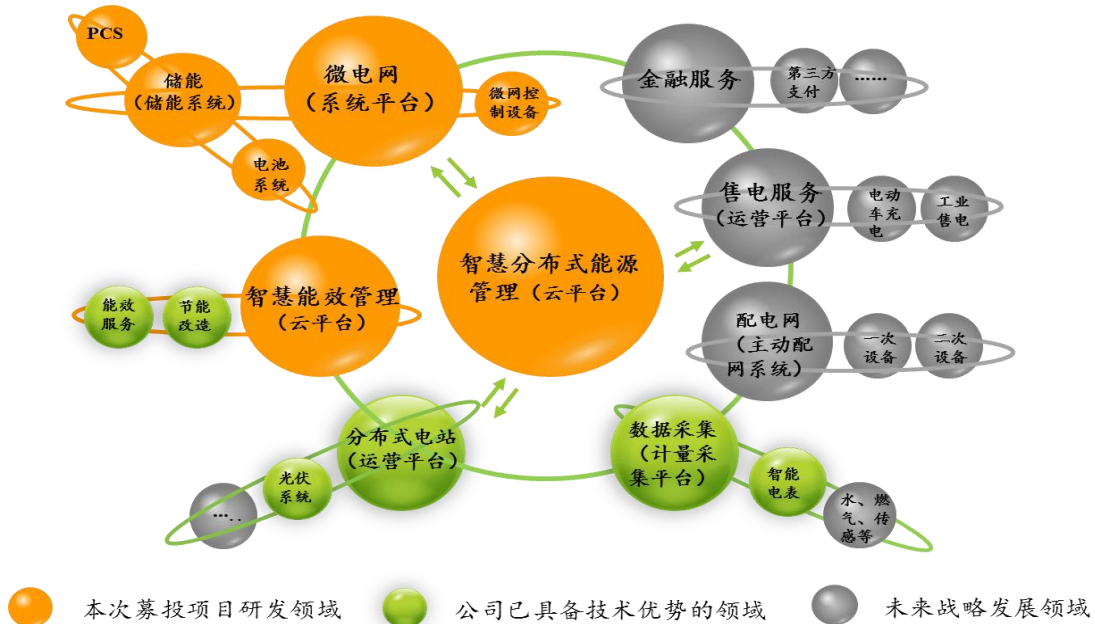 PCS
储能
（储能系统）
电池
系统
微电网
（系统平台）
微网控
制设备
金融服务
第三方
支付
……
售电服务
（运营平台）
电动
车充
电
工业
售电
智慧分布式能源
管理（云平台）
能效
服务
节能
改造
智慧能效管理
（云平台）
配电网
（主动配
网系统）
一次
设备
二次
设备
分布式电站
（运营平台）
光伏
系统
…..
数据采集
（计量采
集平台）
智能
电表
水、燃
气、传
感等
本次募投项目研发领域
公司已具备技术优势的领域
未来战略发展领域